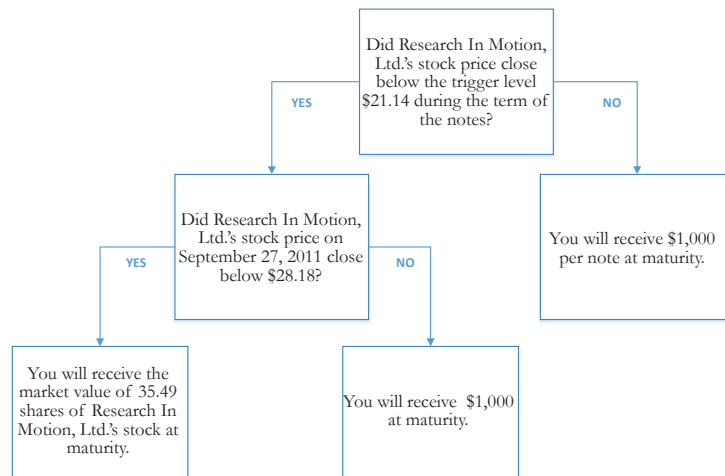 Did Research In Motion,
Ltd.'s stock price close
below the trigger level
$21.14 during the term of
the notes?
YES
NO
Did Research In Motion,
Ltd.'s stock price on
September 27, 2011 close
below $28.18?
You will receive $1,000
per note at maturity.
YES
NO
You will receive the
market value of 35.49
shares of Research In
Motion, Ltd.'s stock at
maturity.
You will receive $1,000
at maturity.